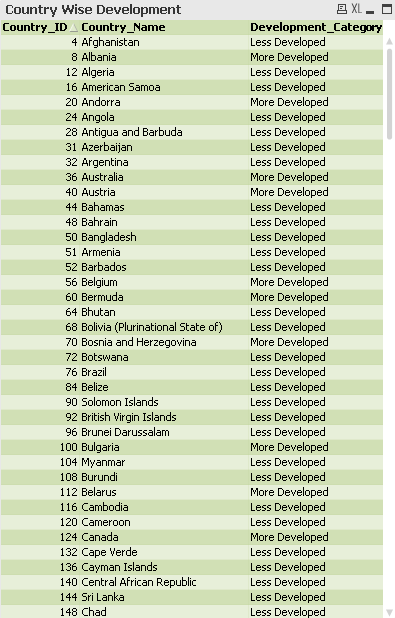 Country Wise Development XL
Country_ID Country_Name Development_Category
4 Afghanistan Less Developed
8 Albania More Developed
12 Algeria Less Developed
16 American Samoa Less Developed
20 Andorra More Developed
24 Angola Less Developed
28 Antigua and Barbuda Less Developed
31 Azerbaijan Less Developed
32 Argentina Less Developed
36 Australia More Developed
40 Austria More Developed
44 Bahamas Less Developed
48 Bahrain Less Developed
50 Bangladesh Less Developed
51 Armenia Less Developed
52 Barbados Less Developed
56 Belgium More Developed
60 Bermuda More Developed
64 Bhutan Less Developed
68 Bolivia (Plurinational State of) Less Developed
70 Bosnia and Herzegovina More Developed
72 Botswana Less Developed
76 Brazil Less Developed
84 Belize Less Developed
90 Solomon Islands Less Developed
92 British Virgin Islands Less Developed
96 Brunei Darussalam Less Developed
100 Bulgaria More Developed
104 Myanmar Less Developed
108 Burundi Less Developed
112 Belarus More Developed
116 Cambodia Less Developed
120 Cameroon Less Developed
124 Canada More Developed
132 Cape Verde Less Developed
136 Cayman Islands Less Developed
140 Central African Republic Less Developed
144 Sri Lanka Less Developed
148 Chad Less Developed